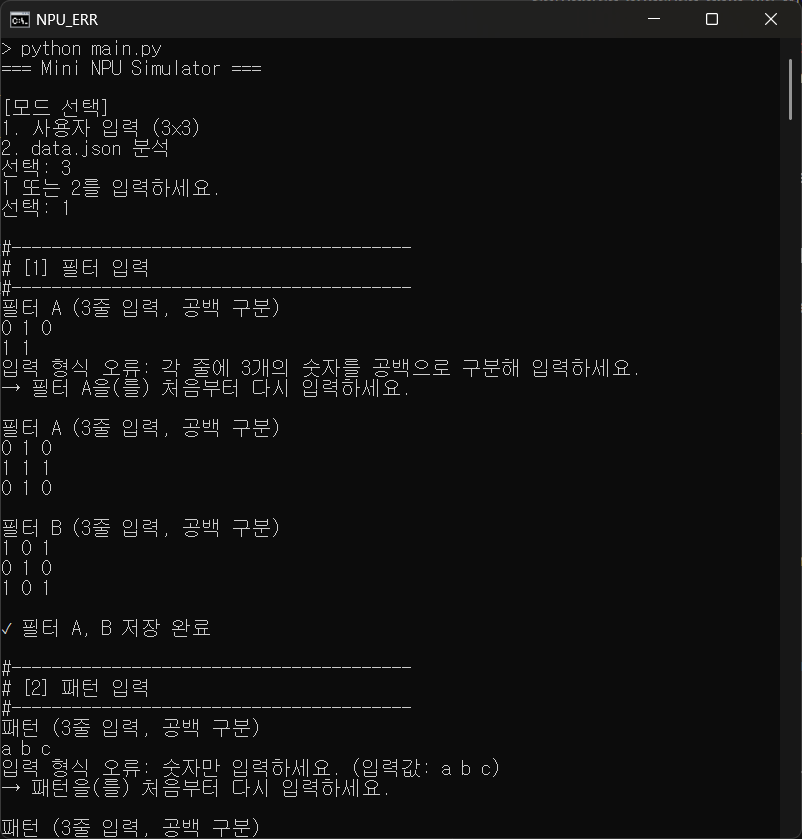 NPU_ERR
> python main.py
=== Mini NPU Simulator ===
[모드 선택]
1. 사용자 입력 (3x3)
2. data.json 분석
선택: 3
1 또는 2를 입력하세요.
선택: 1
#----------------------------------------
# [1] 필터 입력
#----------------------------------------
필터 A (3줄 입력, 공백 구분)
0 1 0
1 1
입력 형식 오류: 각 줄에 3개의 숫자를 공백으로 구분해 입력하세요.
→ 필터 A을(를) 처음부터 다시 입력하세요.
필터 A (3줄 입력, 공백 구분)
0 1 0
1 1 1
0 1 0
필터 B (3줄 입력, 공백 구분)
1 0 1
0 1 0
1 0 1
✓ 필터 A, B 저장 완료
#----------------------------------------
# [2] 패턴 입력
#----------------------------------------
패턴 (3줄 입력, 공백 구분)
a b c
입력 형식 오류: 숫자만 입력하세요. (입력값: a b c)
→ 패턴을(를) 처음부터 다시 입력하세요.
패턴 (3줄 입력, 공백 구분)